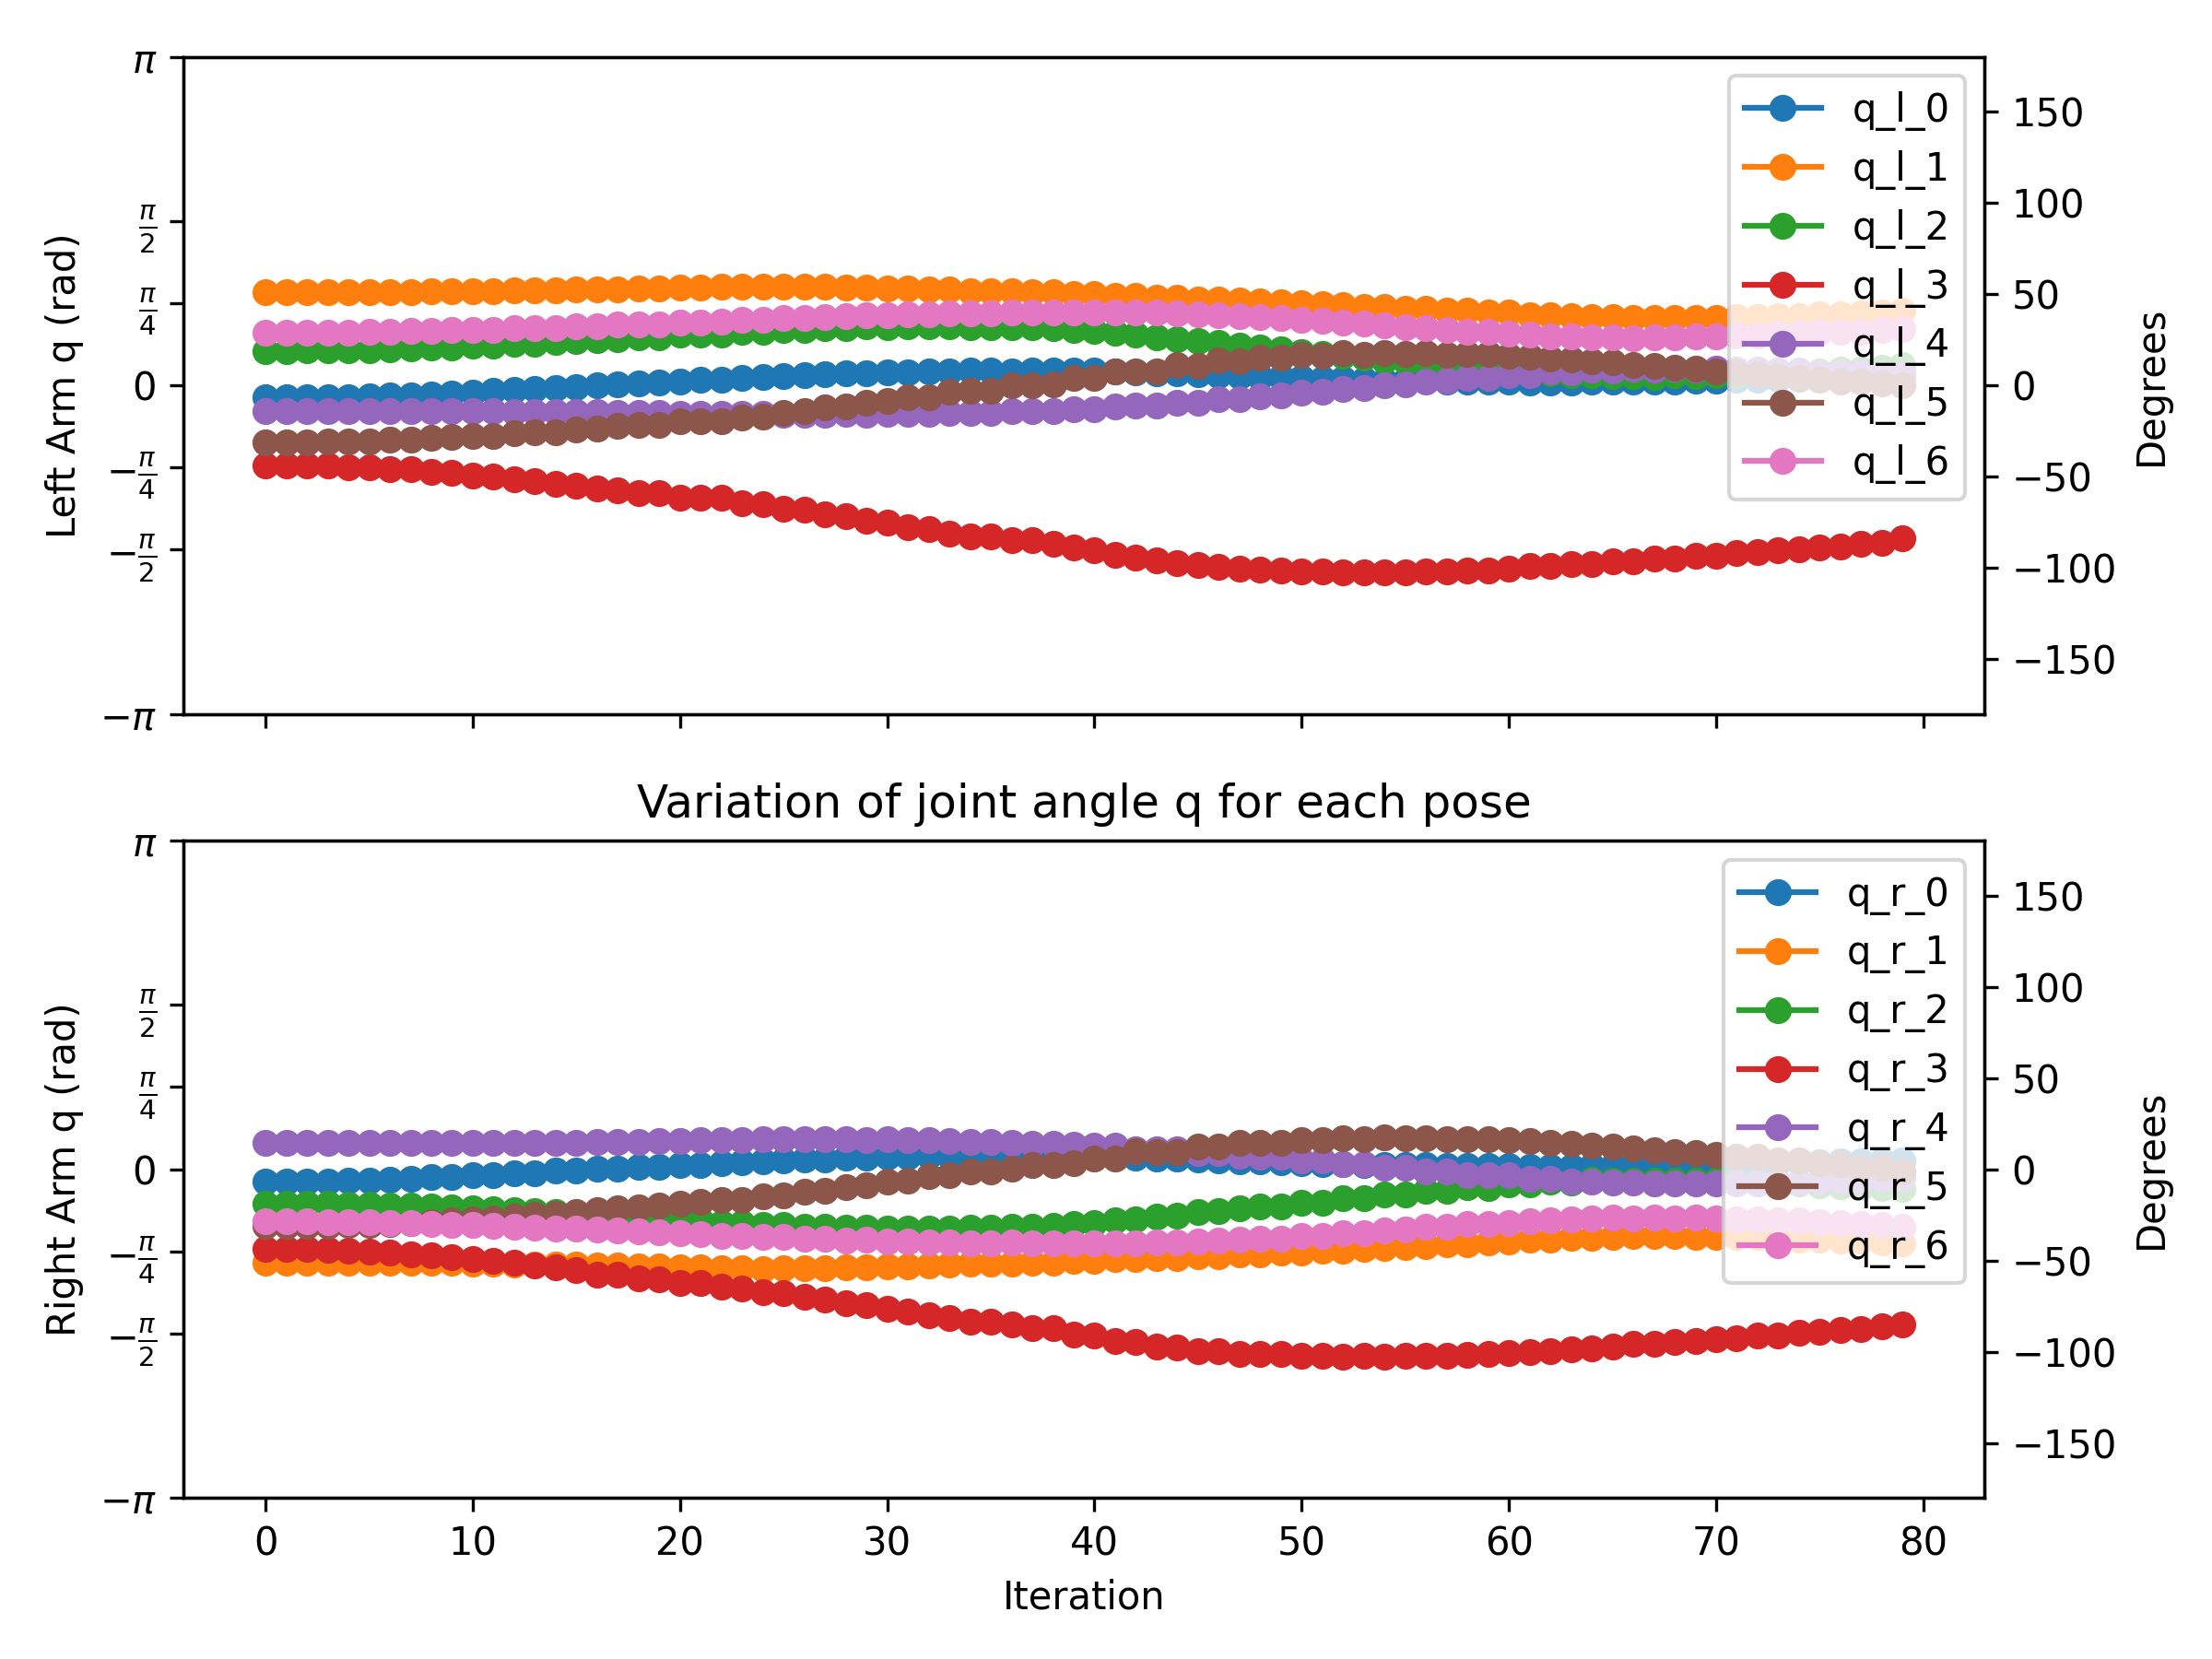 π
π/2
π/4
0
−π/4
−π/2
−π
Left Arm q (rad)
q_l_0
q_l_1
q_l_2
q_l_3
q_l_4
q_l_5
q_l_6
150
100
50
0
−50
−100
−150
Degrees
Variation of joint angle q for each pose
π
π/2
π/4
0
−π/4
−π/2
−π
Right Arm q (rad)
q_r_0
q_r_1
q_r_2
q_r_3
q_r_4
q_r_5
q_r_6
150
100
50
0
−50
−100
−150
Degrees
0 10 20 30 40 50 60 70 80
Iteration